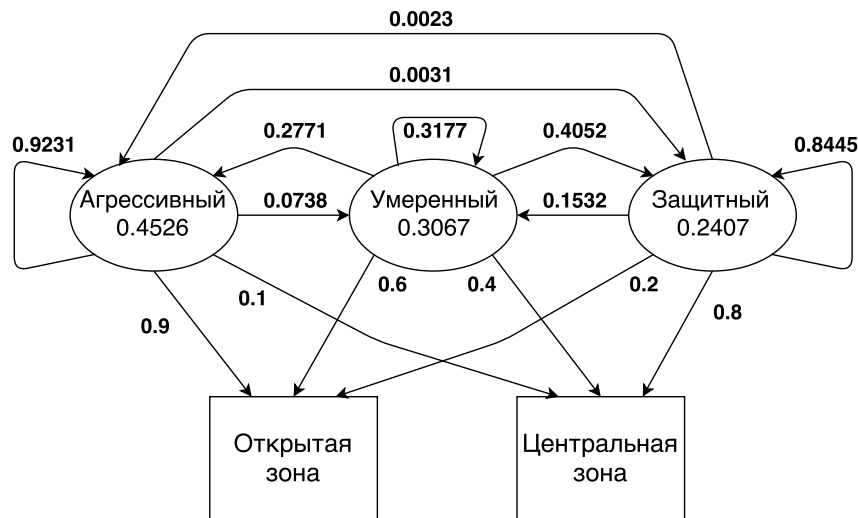 0.0023
0.0031
0.9231
0.2771
0.3177
0.4052
0.8445
Агрессивный
0.4526
0.0738
Умеренный
0.3067
0.1532
Защитный
0.2407
0.9
0.1
0.6
0.4
0.2
0.8
Открытая
зона
Центральная
зона